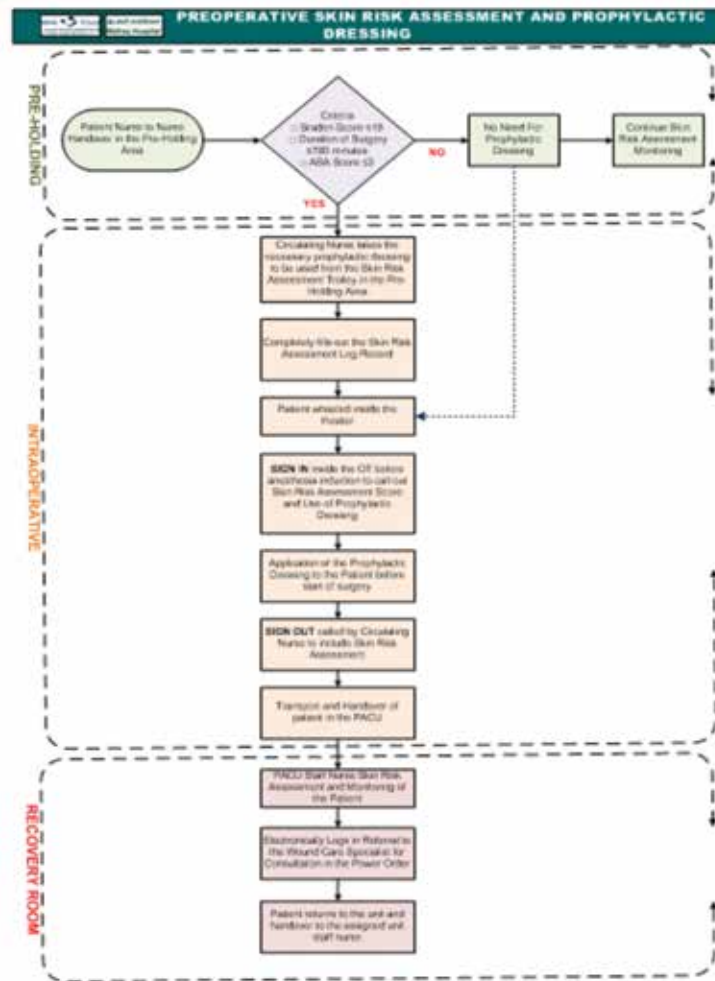 PREOPERATIVE SKIN RISK ASSESSMENT AND PROPHYLACTIC
DRESSING
PRE-HOLDING
Patient Nurse to Nurse
Handover in the Pre-Holding
Area
Criteria
Braden Score
Duration of Surgery
minutes
Score
NO
YES
No Need For
Prophylactic
Dressing
Continue Skin
Risk Assessment
Monitoring
INTRAOPERATIVE
Circulating Nurse takes the
necessary prophylactic dressing
to be used from the Skin Risk
Assessment Trolley in the Pre-
Holding Area
Completely fills-out the Skin Risk
Assessment Log Record
Patient wheeled inside the
theater
SIGN IN inside the OT before
anesthesia induction to call out
Skin Risk Assessment Score
and Use of Prophylactic
Dressing
Application of the Prophylactic
Dressing to the Patient before
start of surgery
SIGN OUT called by Circulating
Nurse to include Skin Risk
Assessment
Transport and Handover of
patient in the PACU
RECOVERY ROOM
PACU Staff Nurse Skin Risk
Assessment and Monitoring of
the Patient
Electronically Logs in Referral to
the Wound Care Specialist for
Consultation in the Power Order
Patient returns to the unit and
handover to the assigned unit
staff nurse